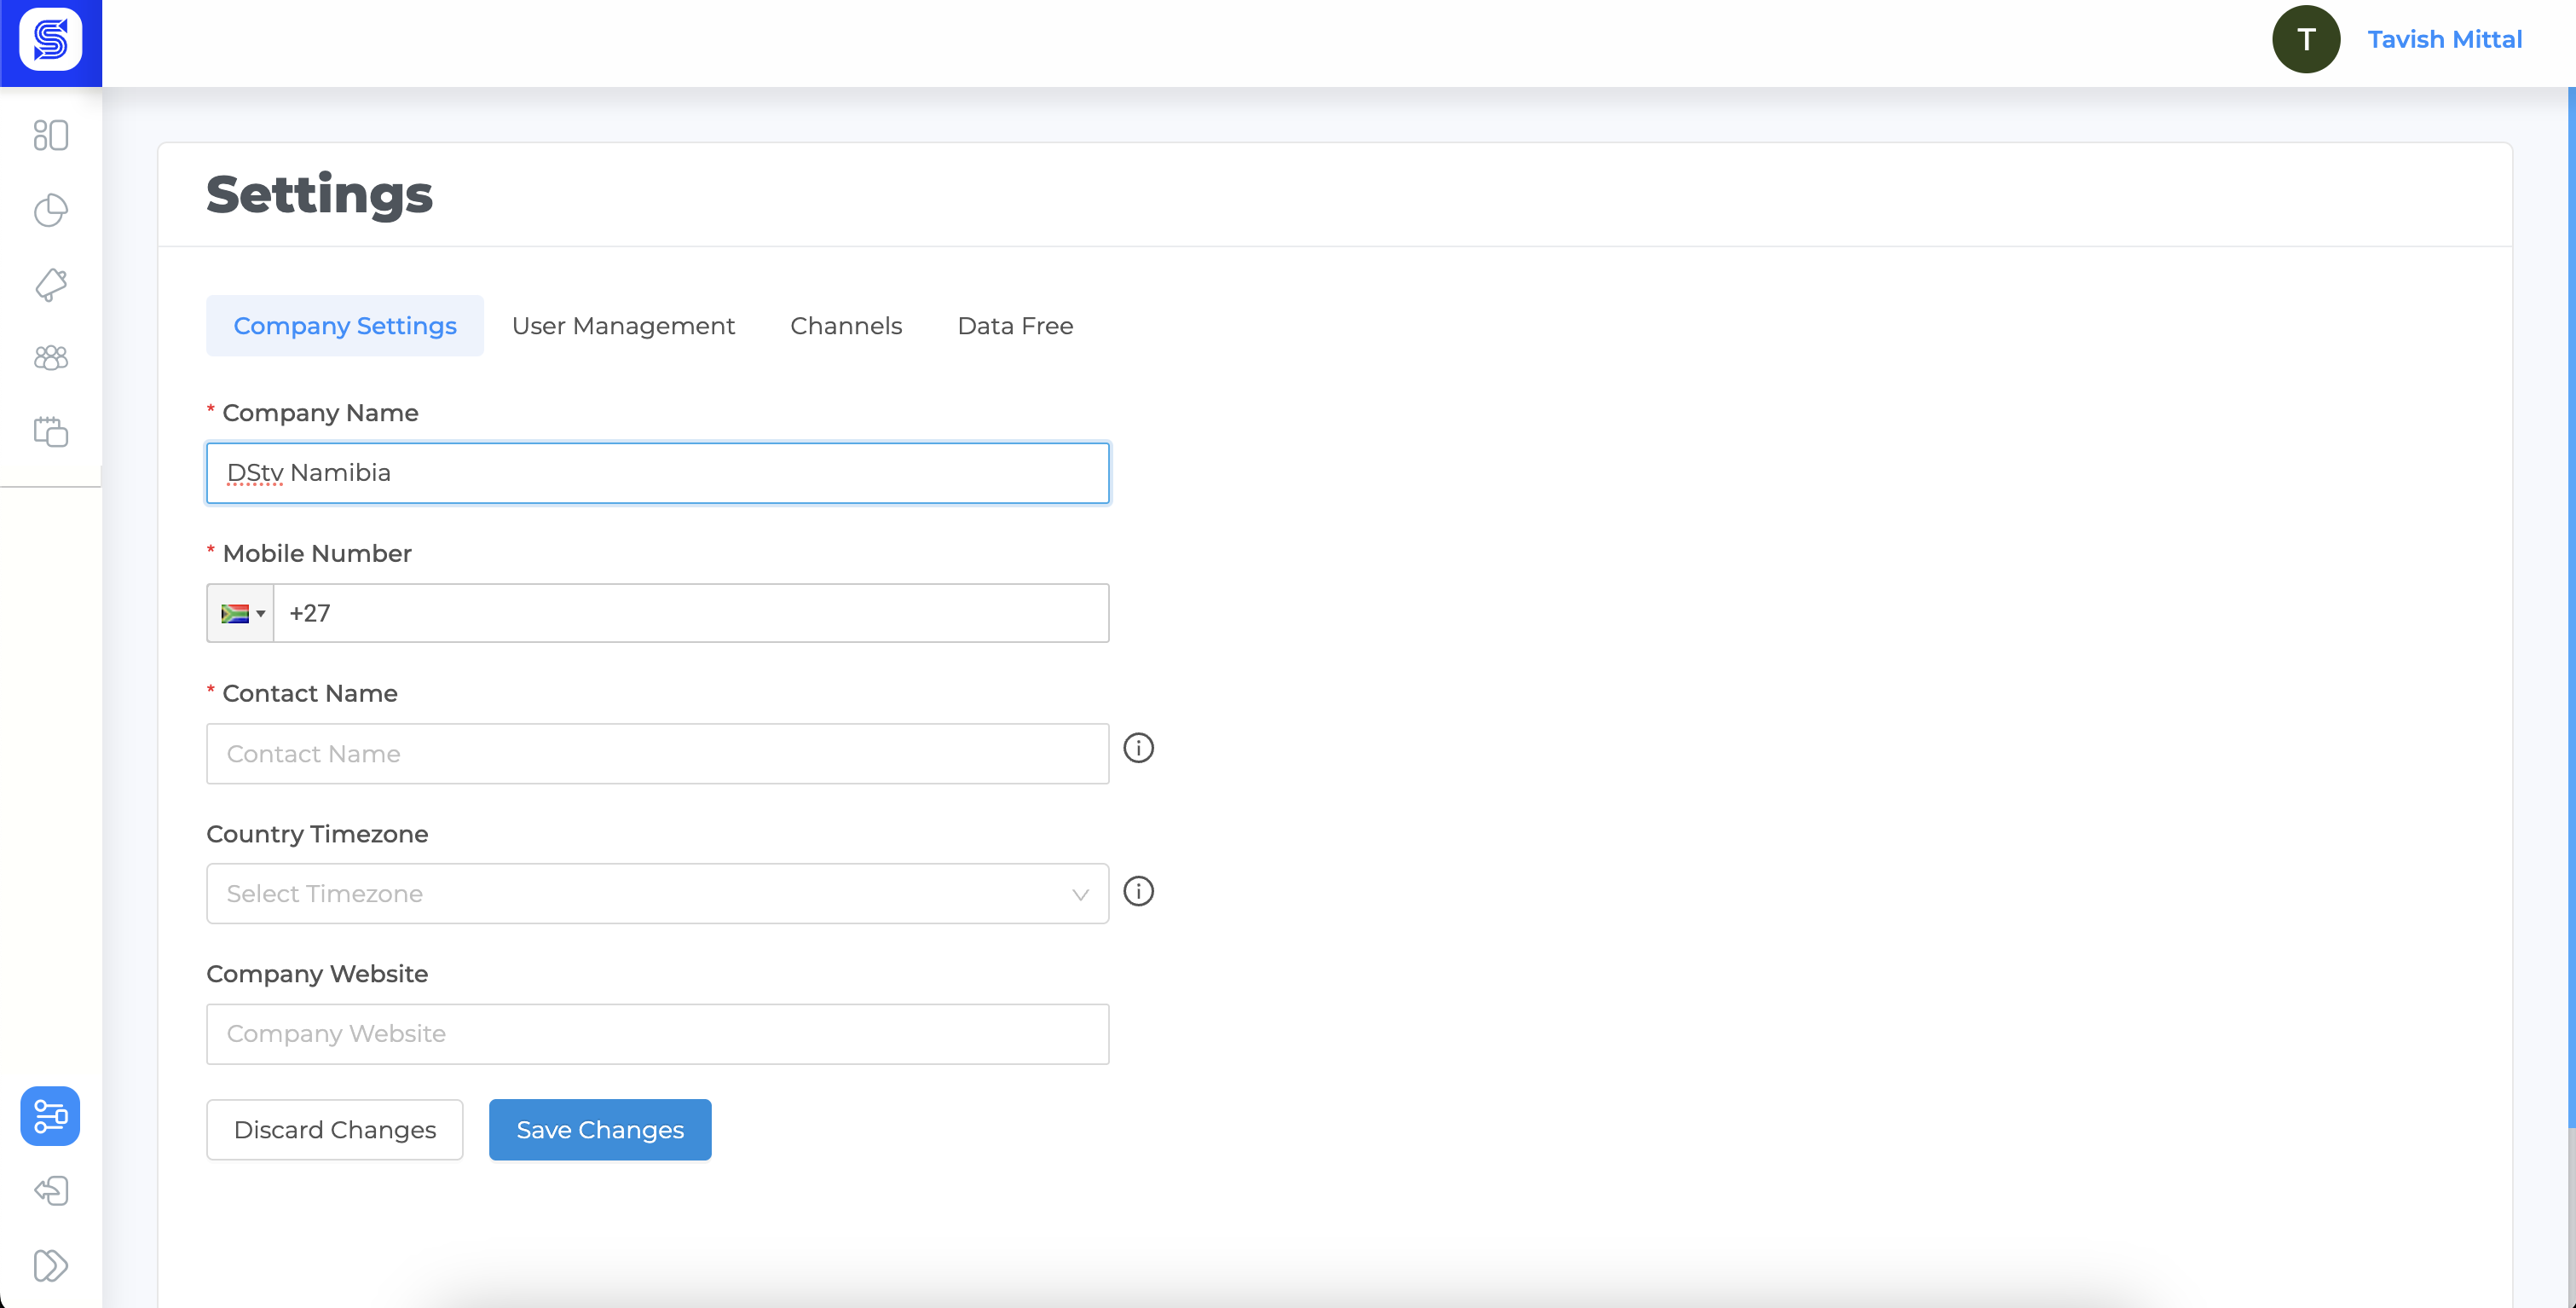 T
Tavish Mittal
Settings
Company Settings
User Management
Channels
Data Free
* Company Name
DStv Namibia
* Mobile Number
+27
* Contact Name
Contact Name
Country Timezone
Select Timezone
Company Website
Company Website
Discard Changes
Save Changes